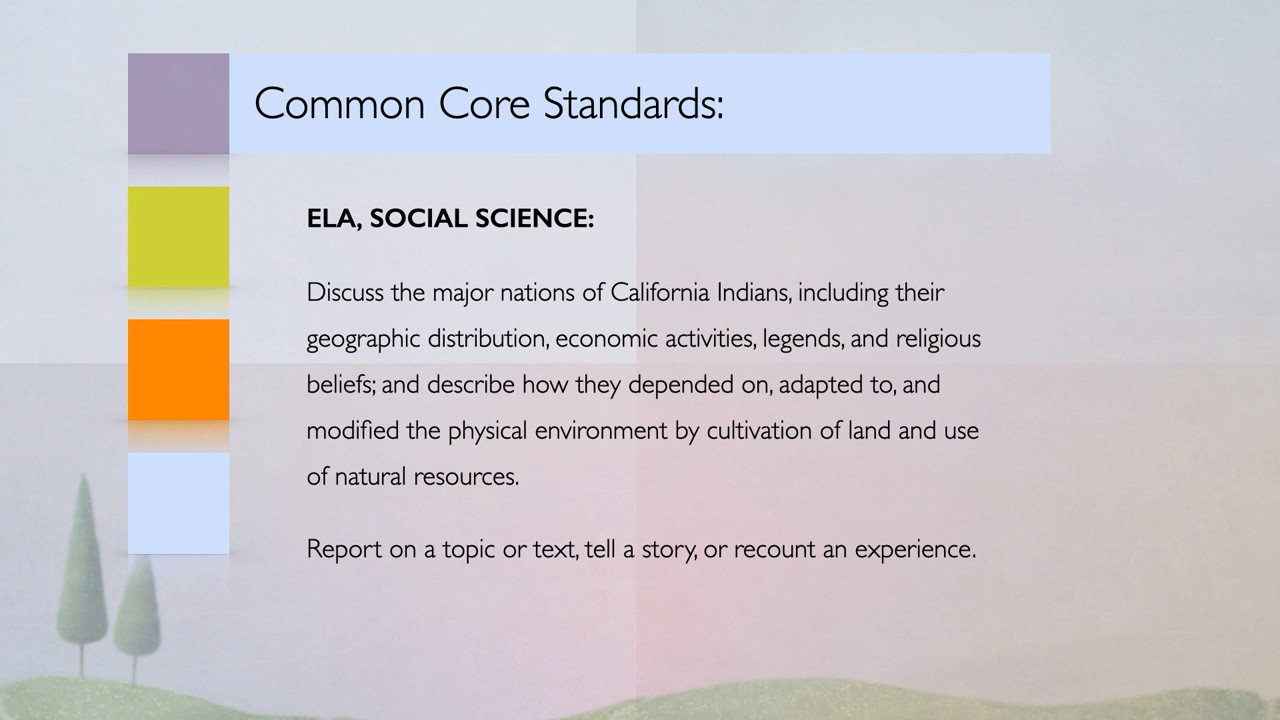 Common Core Standards:
ELA, SOCIAL SCIENCE:
Discuss the major nations of California Indians, including their
geographic distribution, economic activities, legends, and religious
beliefs; and describe how they depended on, adapted to, and
modified the physical environment by cultivation of land and use
of natural resources.
Report on a topic or text, tell a story, or recount an experience.